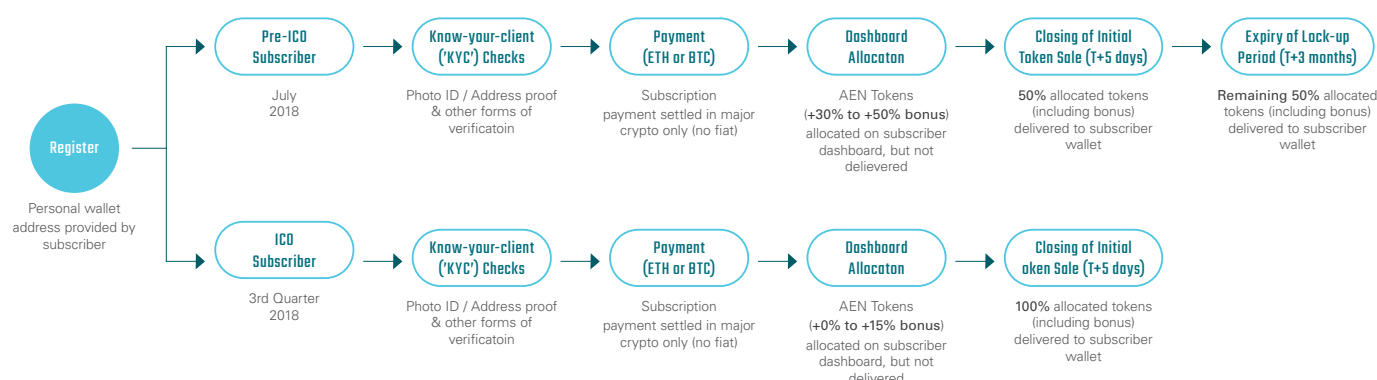 Register
Personal wallet
address provided by
subscriber
Pre-ICO
Subscriber
July
2018
Know-your-client
('KYC') Checks
Photo ID / Address proof
& other forms of
verificatoin
Payment
(ETH or BTC)
Subscription
payment settled in major
crypto only (no fiat)
Dashboard
Allocaton
AEN Tokens
(+30% to +50% bonus)
allocated on subscriber
dashboard, but not
delievered
Closing of Initial
Token Sale (T+5 days)
50% allocated tokens
(including bonus)
delivered to subscriber
wallet
Expiry of Lock-up
Period (T+3 months)
Remaining 50% allocated
tokens (including bonus)
delivered to subscriber
wallet
ICO
Subscriber
3rd Quarter
2018
Know-your-client
('KYC') Checks
Photo ID / Address proof
& other forms of
verificatoin
Payment
(ETH or BTC)
Subscription
payment settled in major
crypto only (no fiat)
Dashboard
Allocaton
AEN Tokens
(+0% to +15% bonus)
allocated on subscriber
dashboard, but not
delivered
Closing of Initial
oken Sale (T+5 days)
100% allocated tokens
(including bonus)
delivered to subscriber
wallet